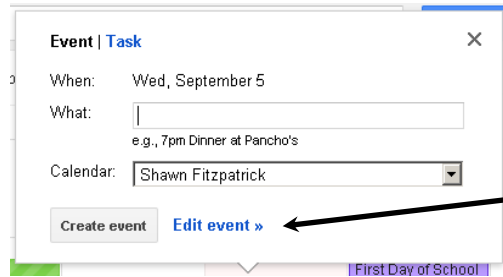 Event | Task
When: Wed, September 5
What:
e.g., 7pm Dinner at Pancho's
Calendar: Shawn Fitzpatrick
Create event Edit event »
First Day of School